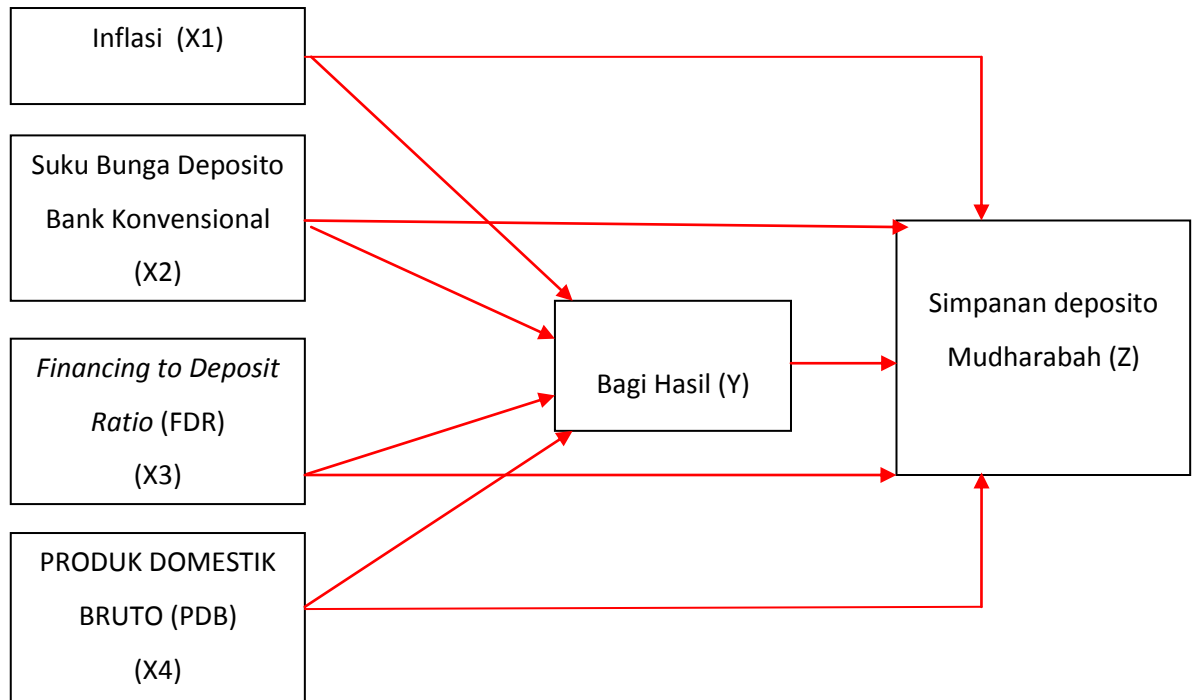 Inflasi (X1)
Suku Bunga Deposito
Bank Konvensional
(X2)
Financing to Deposit
Ratio (FDR)
(X3)
PRODUK DOMESTIK
BRUTO (PDB)
(X4)
Bagi Hasil (Y)
Simpanan deposito
Mudharabah (Z)